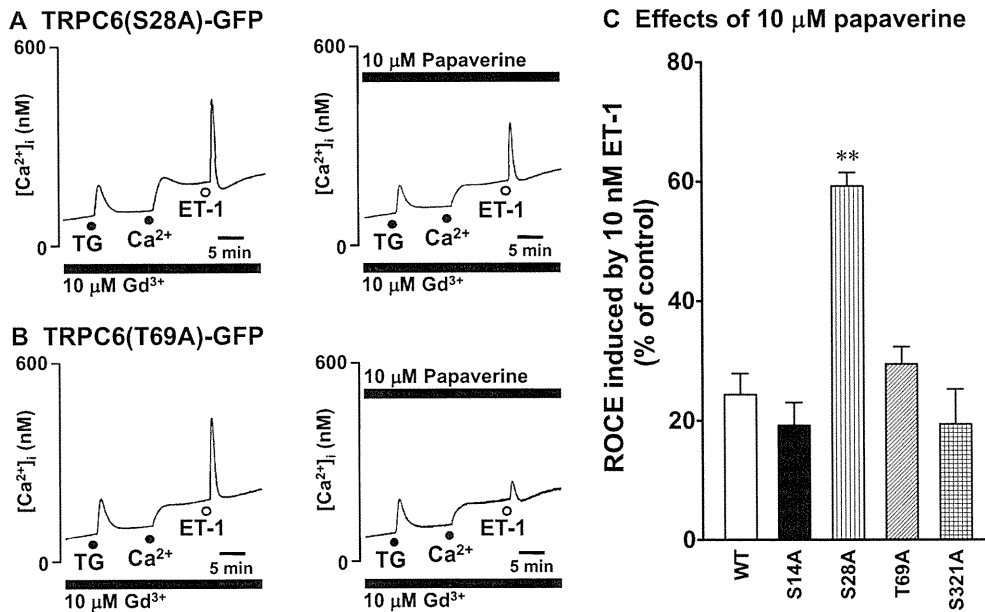 A TRPC6(S28A)-GFP
600
[Ca²⁺]ᵢ (nM)
0
TG
Ca²⁺
ET-1
5 min
10 μM Gd³⁺
600
10 μM Papaverine
[Ca²⁺]ᵢ (nM)
0
TG
Ca²⁺
ET-1
5 min
10 μM Gd³⁺
B TRPC6(T69A)-GFP
600
[Ca²⁺]ᵢ (nM)
0
TG
Ca²⁺
ET-1
5 min
10 μM Gd³⁺
600
10 μM Papaverine
[Ca²⁺]ᵢ (nM)
0
TG
Ca²⁺
ET-1
5 min
10 μM Gd³⁺
C Effects of 10 μM papaverine
ROCE induced by 10 nM ET-1
(% of control)
80
60
40
20
0
**
WT
S14A
S28A
T69A
S321A